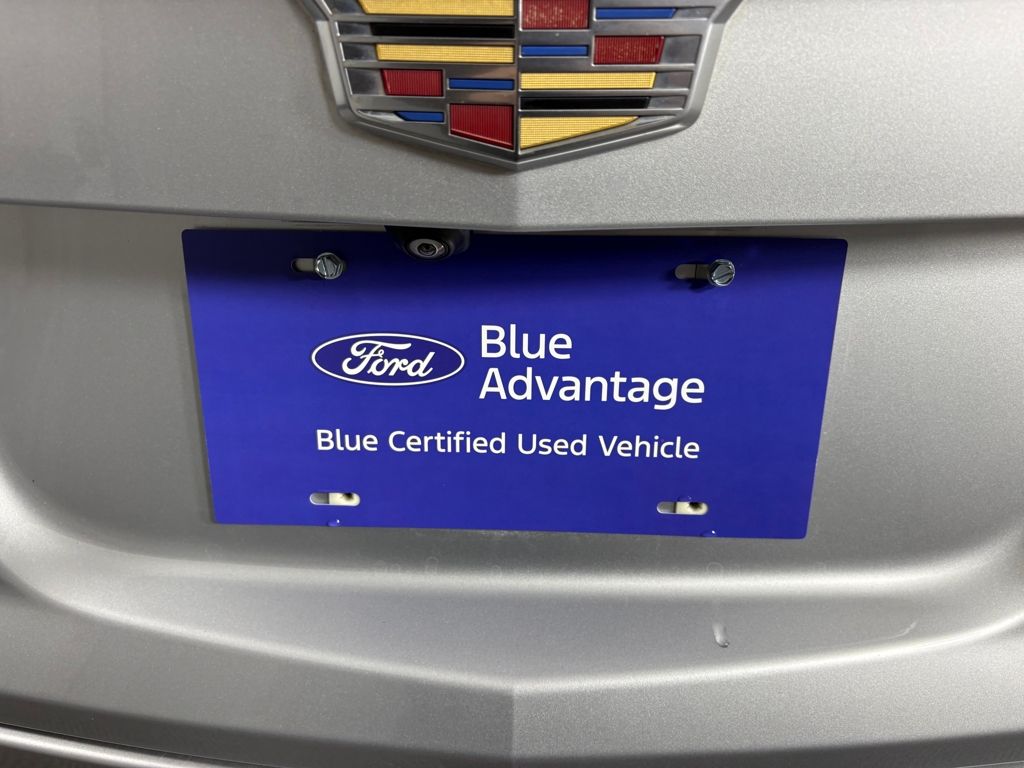 Ford
Blue
Advantage
Blue Certified Used Vehicle